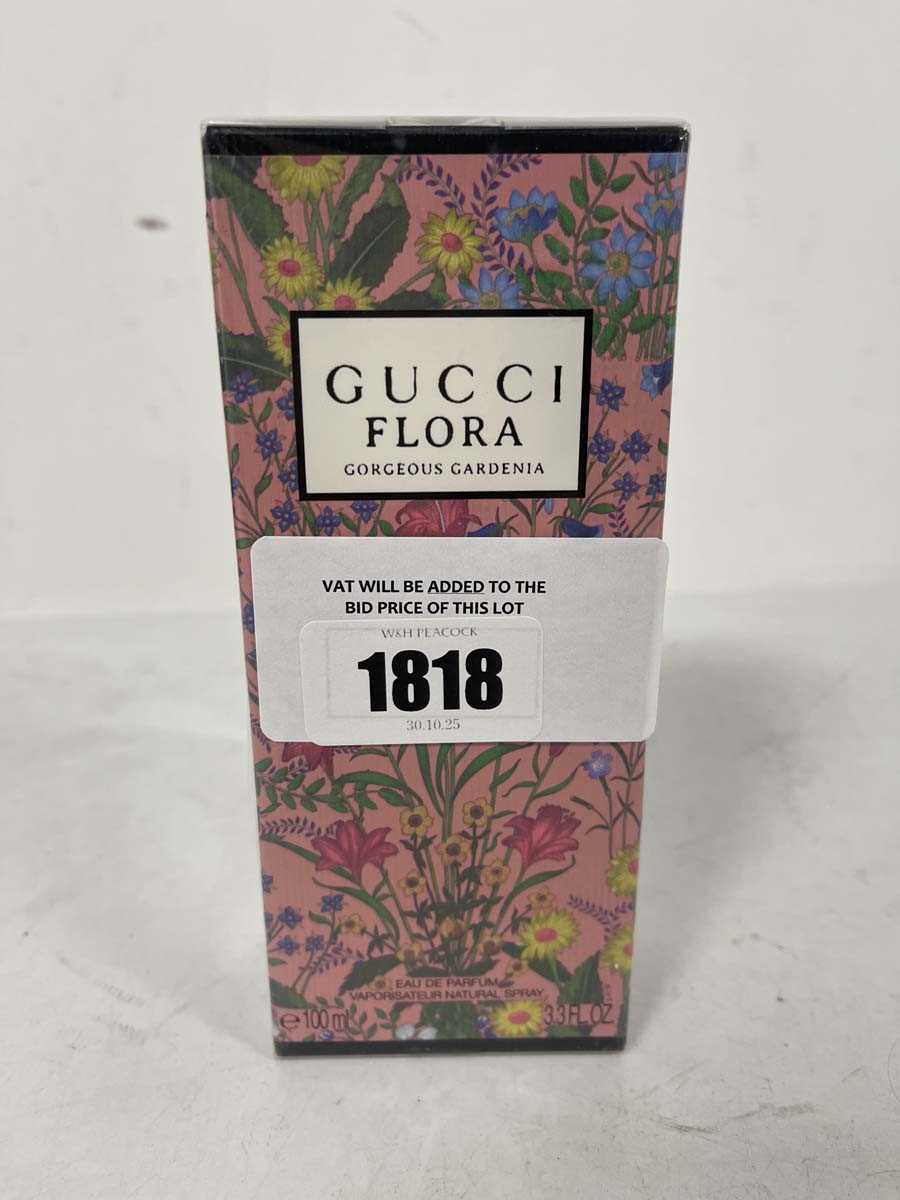 GUCCI
FLORA
GORGEOUS GARDENIA
VAT WILL BE ADDED TO THE
BID PRICE OF THIS LOT
W&H PEACOCK
1818
30.10.25
EAU DE PARFUM
VAPORISATEUR NATURAL SPRAY
e 100 ml 3.3 FL.OZ.